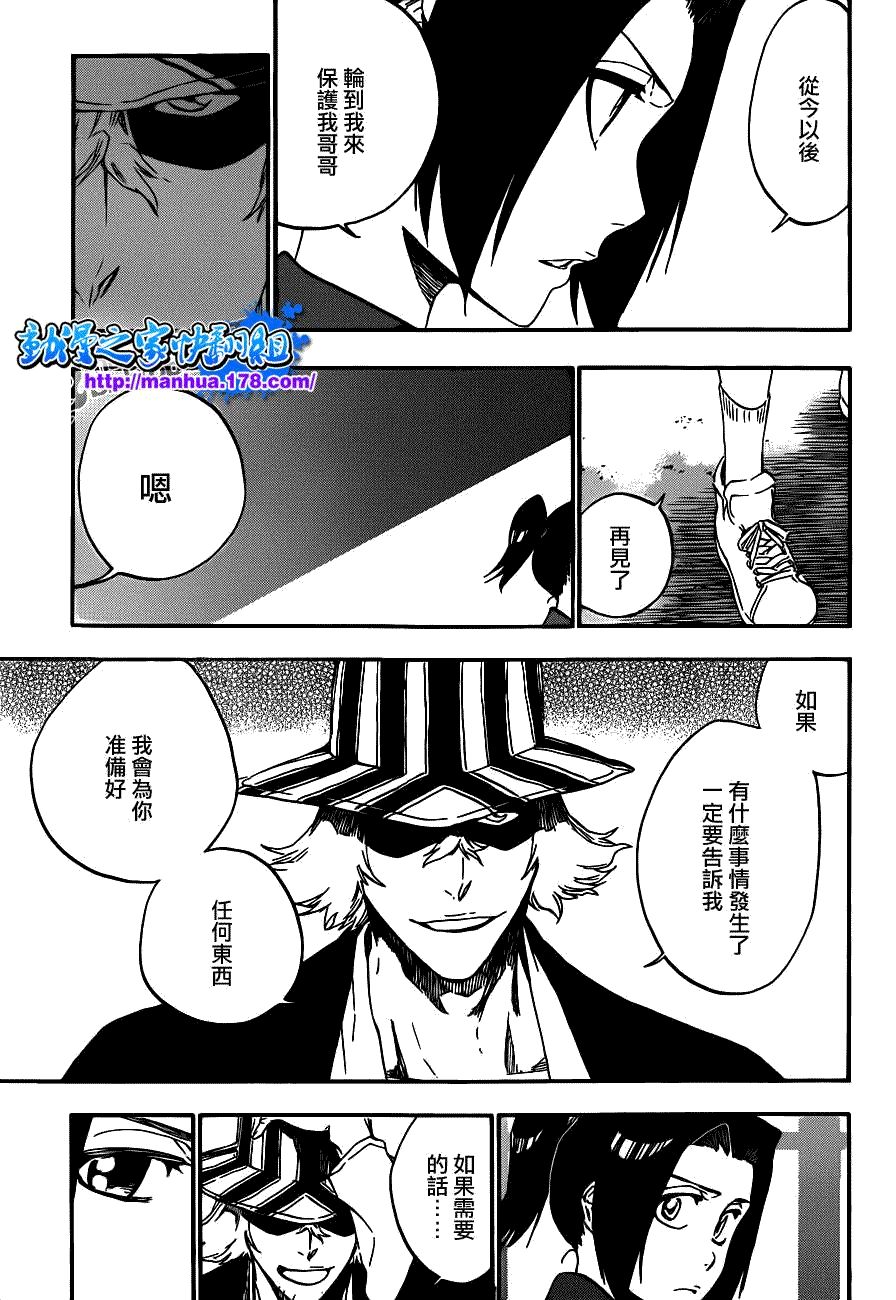 從今以後
輪到我來
保護我哥哥
動漫之家快翻組
http://manhua.178.com/
再見了
嗯
如果
有什麼事情發生了
一定要告訴我
任何東西
我會為你
准備好
如果需要
的話……